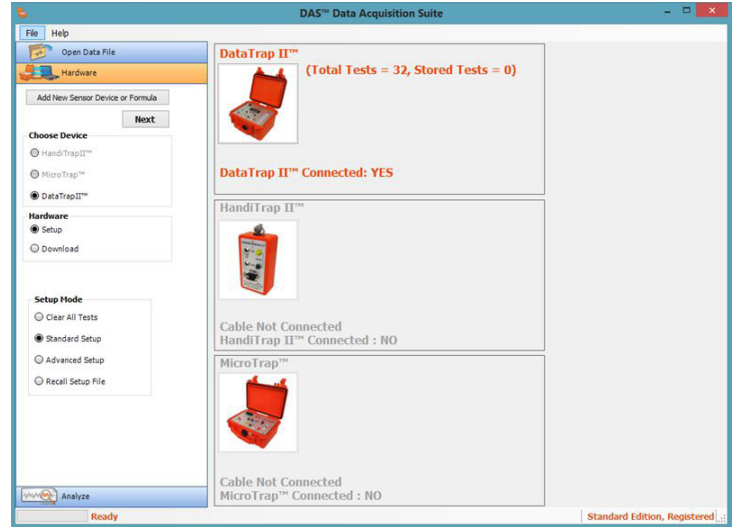 DAS™ Data Acquisition Suite
File Help
Open Data File
Hardware
Add New Sensor Device or Formula
Next
Choose Device
HandiTrapII™
MicroTrap™
DataTrapII™
Hardware
Setup
Download
Setup Mode
Clear All Tests
Standard Setup
Advanced Setup
Recall Setup File
Analyze
Ready
DataTrap II™
(Total Tests = 32, Stored Tests = 0)
DataTrap II™ Connected: YES
HandiTrap II™
Cable Not Connected
HandiTrap II™ Connected : NO
MicroTrap™
Cable Not Connected
MicroTrap™ Connected : NO
Standard Edition, Registered